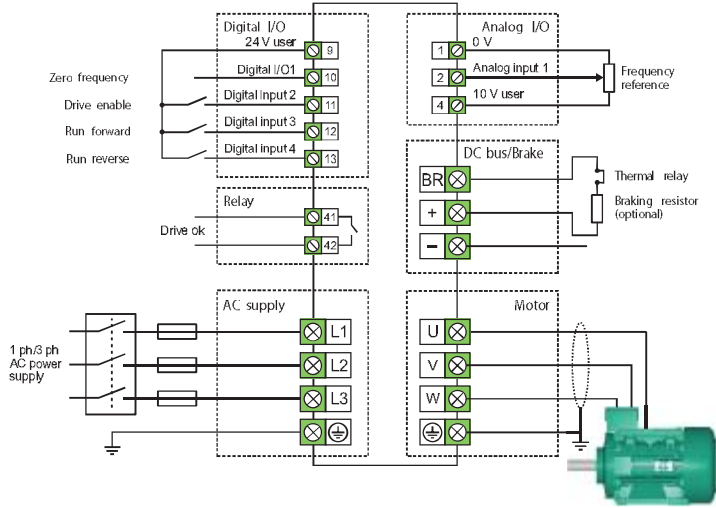 Digital I/O
24 V user
9
Zero frequency
Digital I/O1
10
Drive enable
Digital Input 2
11
Run forward
Digital input 3
12
Run reverse
Digital input 4
13
Analog I/O
0 V
1
Analog input 1
2
10 V user
4
Frequency
reference
Relay
41
Drive ok
42
DC bus/Brake
BR
+
−
Thermal relay
Braking resistor
(optional)
AC supply
1 ph/3 ph
AC power
supply
L1
L2
L3
Motor
U
V
W